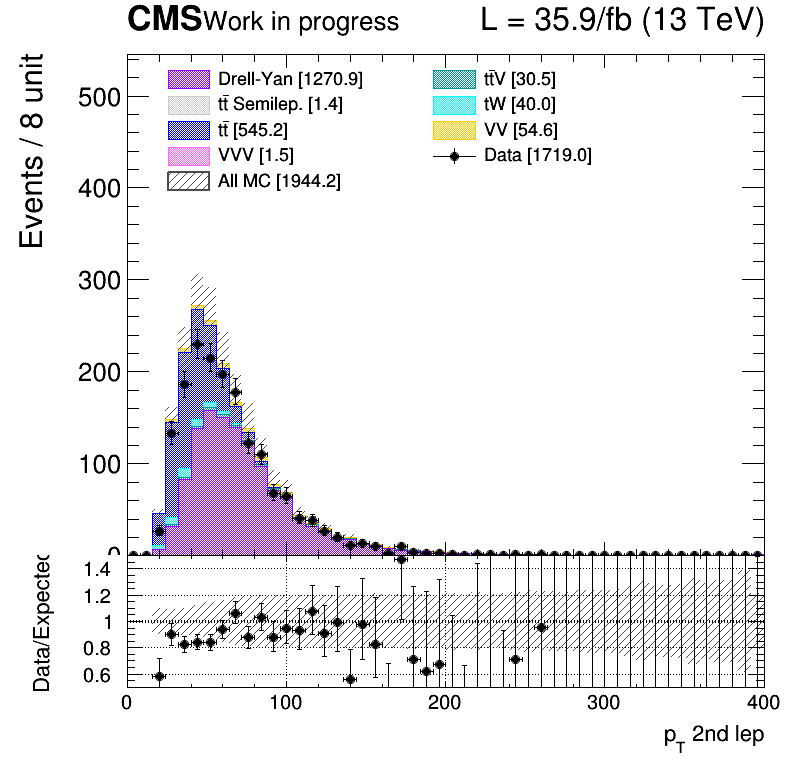 CMS Work in progress L = 35.9/fb (13 TeV)
Events / 8 unit
500
400
300
200
100
0
Drell-Yan [1270.9]
tt̄ Semilep. [1.4]
tt̄ [545.2]
VVV [1.5]
All MC [1944.2]
tt̄V [30.5]
tW [40.0]
VV [54.6]
Data [1719.0]
Data/Expected
1.4
1.2
1
0.8
0.6
0 100 200 300 400
p_T 2nd lep